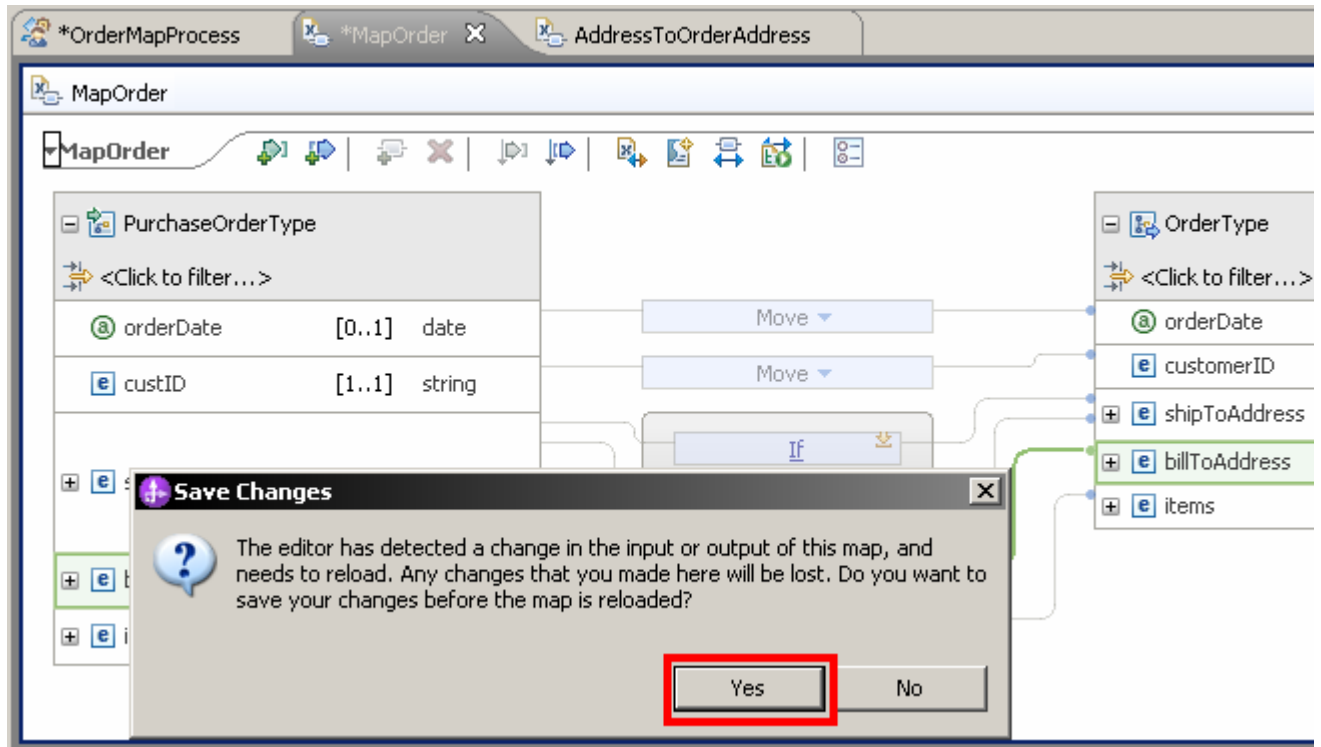 *OrderMapProcess
*MapOrder
AddressToOrderAddress
MapOrder
MapOrder
PurchaseOrderType
<Click to filter...>
orderDate [0..1] date
custID [1..1] string
Move
Move
If
OrderType
<Click to filter...>
orderDate
customerID
shipToAddress
billToAddress
items
Save Changes
The editor has detected a change in the input or output of this map, and
needs to reload. Any changes that you made here will be lost. Do you want to
save your changes before the map is reloaded?
Yes
No